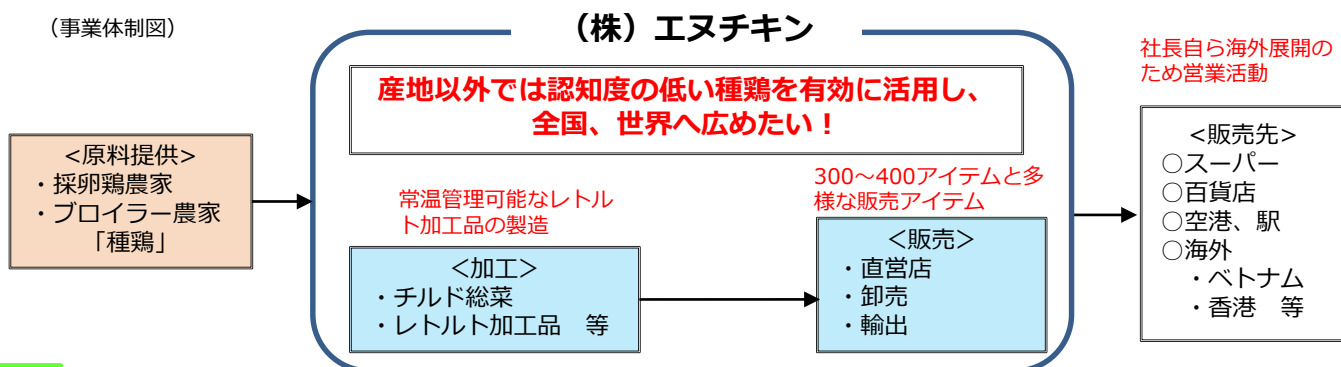 （事業体制図）
（株）エヌチキン
社長自ら海外展開の
ため営業活動
産地以外では認知度の低い種鶏を有効に活用し、
全国、世界へ広めたい！
<原料提供>
・採卵鶏農家
・ブロイラー農家
「種鶏」
常温管理可能なレトル
ト加工品の製造
<加工>
・チルド総菜
・レトルト加工品　等
300～400アイテムと多
様な販売アイテム
<販売>
・直営店
・卸売
・輸出
<販売先>
○スーパー
○百貨店
○空港、駅
○海外
・ベトナム
・香港　等